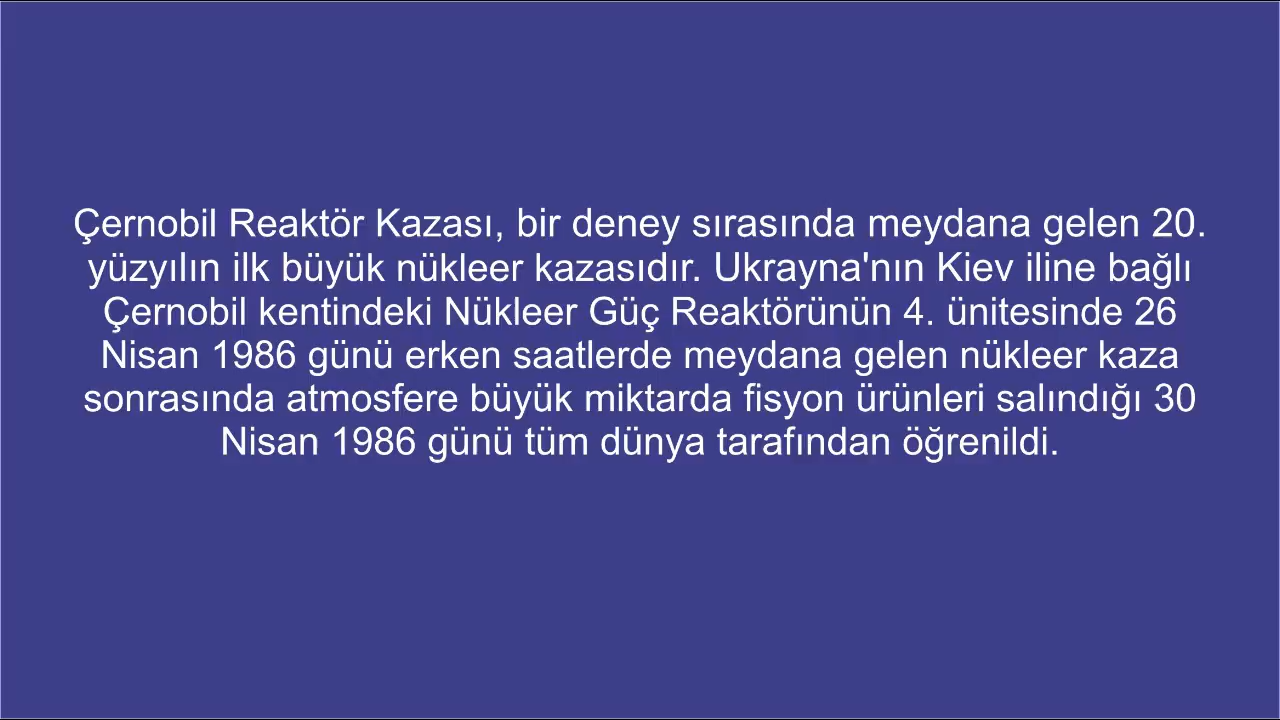 Çernobil Reaktör Kazası, bir deney sırasında meydana gelen 20.
yüzyılın ilk büyük nükleer kazasıdır. Ukrayna'nın Kiev iline bağlı
Çernobil kentindeki Nükleer Güç Reaktörünün 4. ünitesinde 26
Nisan 1986 günü erken saatlerde meydana gelen nükleer kaza
sonrasında atmosfere büyük miktarda fisyon ürünleri salındığı 30
Nisan 1986 günü tüm dünya tarafından öğrenildi.